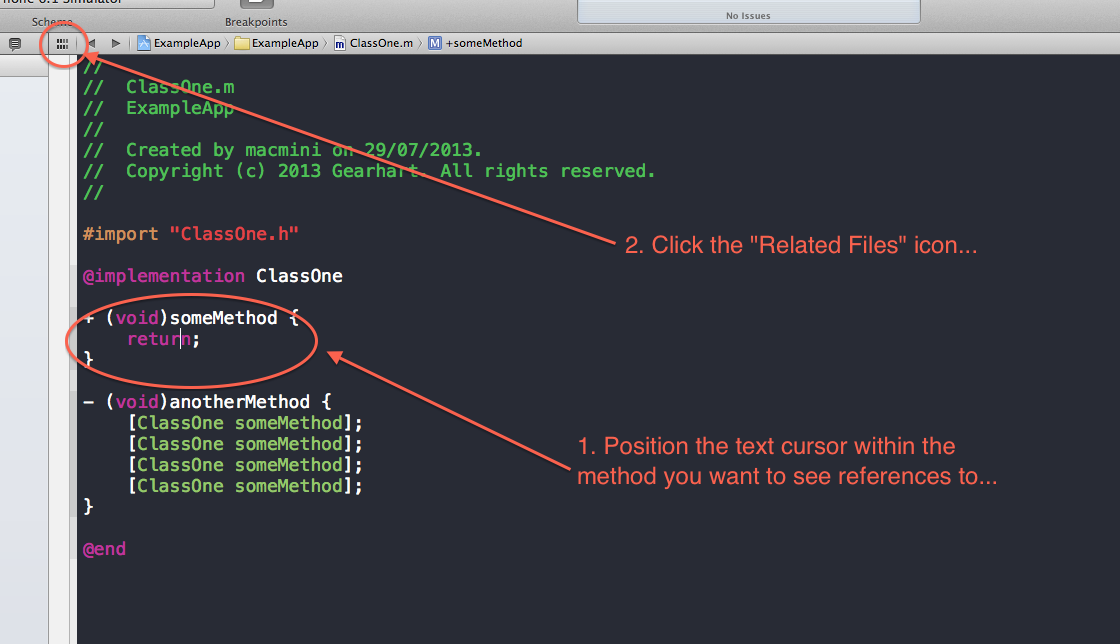 6.1 Simulator
Scheme
Breakpoints
No Issues
ExampleApp
ExampleApp
ClassOne.m
M
+someMethod
//
//  ClassOne.m
//  ExampleApp
//
//  Created by macmini on 29/07/2013.
//  Copyright (c) 2013 Gearhart. All rights reserved.
//
#import "ClassOne.h"
2. Click the "Related Files" icon...
@implementation ClassOne
+ (void)someMethod {
    return;
}
- (void)anotherMethod {
    [ClassOne someMethod];
    [ClassOne someMethod];
    [ClassOne someMethod];
    [ClassOne someMethod];
}
1. Position the text cursor within the
method you want to see references to...
@end